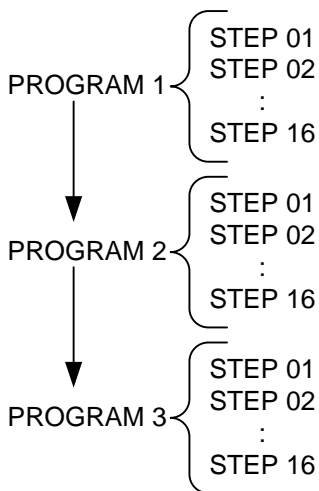 PROGRAM 1
STEP 01
STEP 02
:
STEP 16
PROGRAM 2
STEP 01
STEP 02
:
STEP 16
PROGRAM 3
STEP 01
STEP 02
:
STEP 16